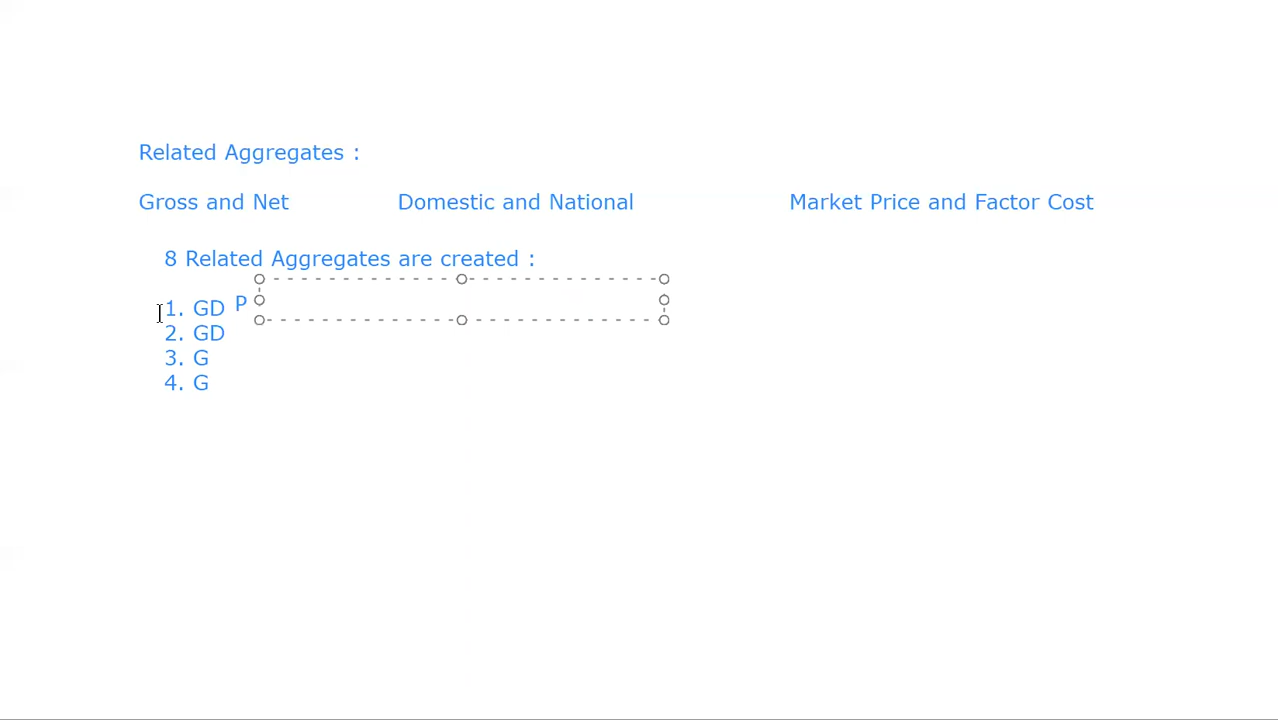 Related Aggregates :
Gross and Net Domestic and National Market Price and Factor Cost
8 Related Aggregates are created :
1. GD P
2. GD
3. G
4. G